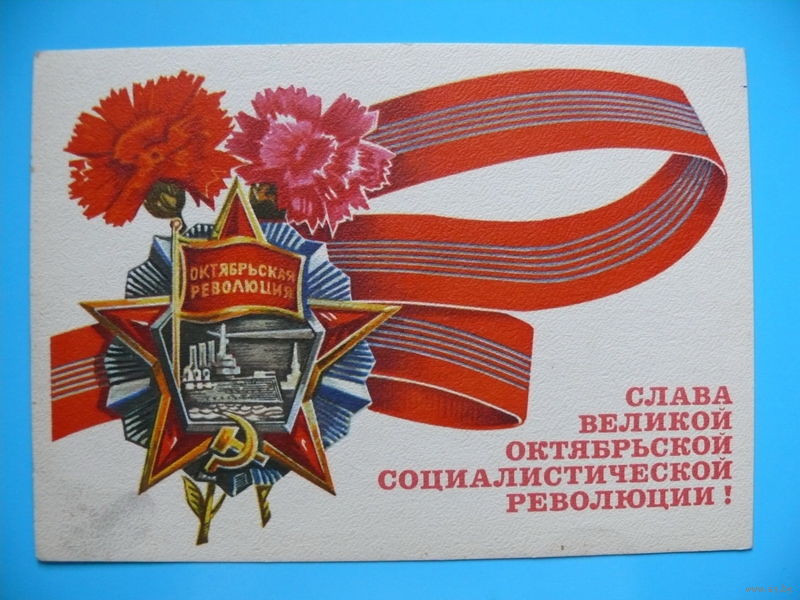 ОКТЯБРЬСКАЯ
РЕВОЛЮЦИЯ
СЛАВА
ВЕЛИКОЙ
ОКТЯБРЬСКОЙ
СОЦИАЛИСТИЧЕСКОЙ
РЕВОЛЮЦИИ!